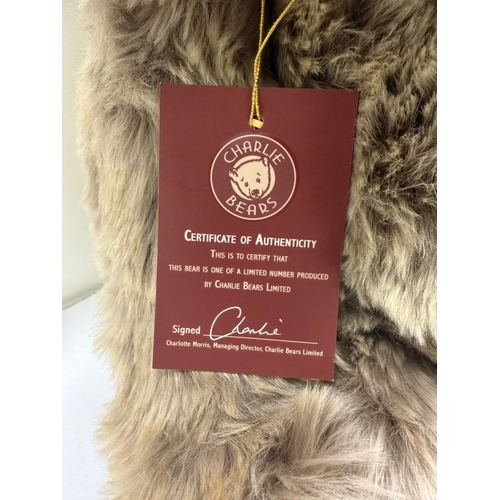 CHARLIE
BEARS
CERTIFICATE OF AUTHENTICITY
THIS IS TO CERTIFY THAT
THIS BEAR IS ONE OF A LIMITED NUMBER PRODUCED
BY CHARLIE BEARS LIMITED
Signed Charlie
Charlotte Morris, Managing Director, Charlie Bears Limited